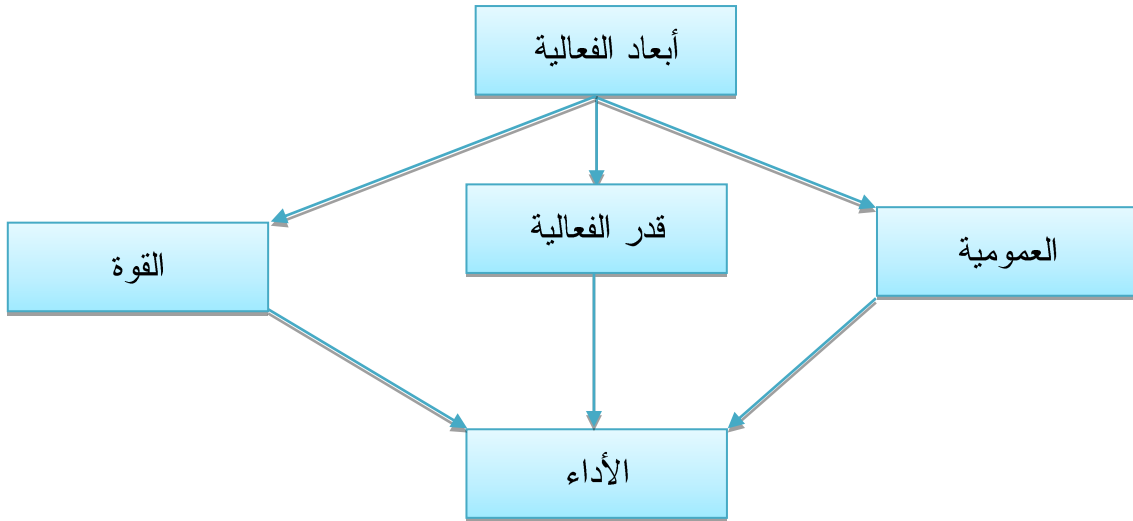 أبعاد الفعالية
العمومية
قدر الفعالية
القوة
الأداء